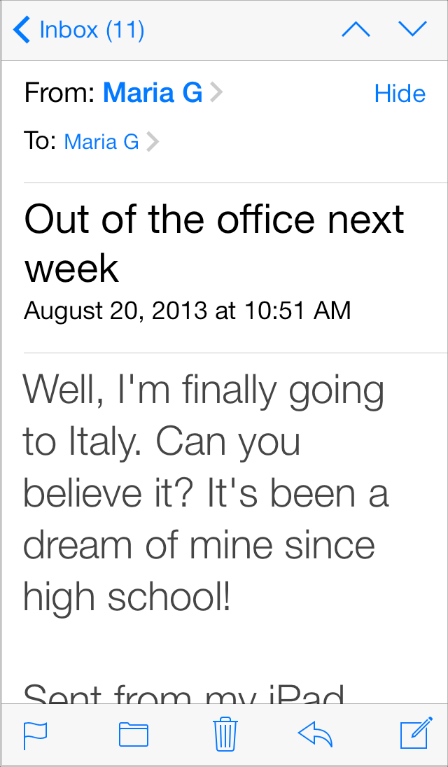 Inbox (11)
From: Maria G
Hide
To: Maria G
Out of the office next
week
August 20, 2013 at 10:51 AM
Well, I'm finally going
to Italy. Can you
believe it? It's been a
dream of mine since
high school!
Sent from my iPad